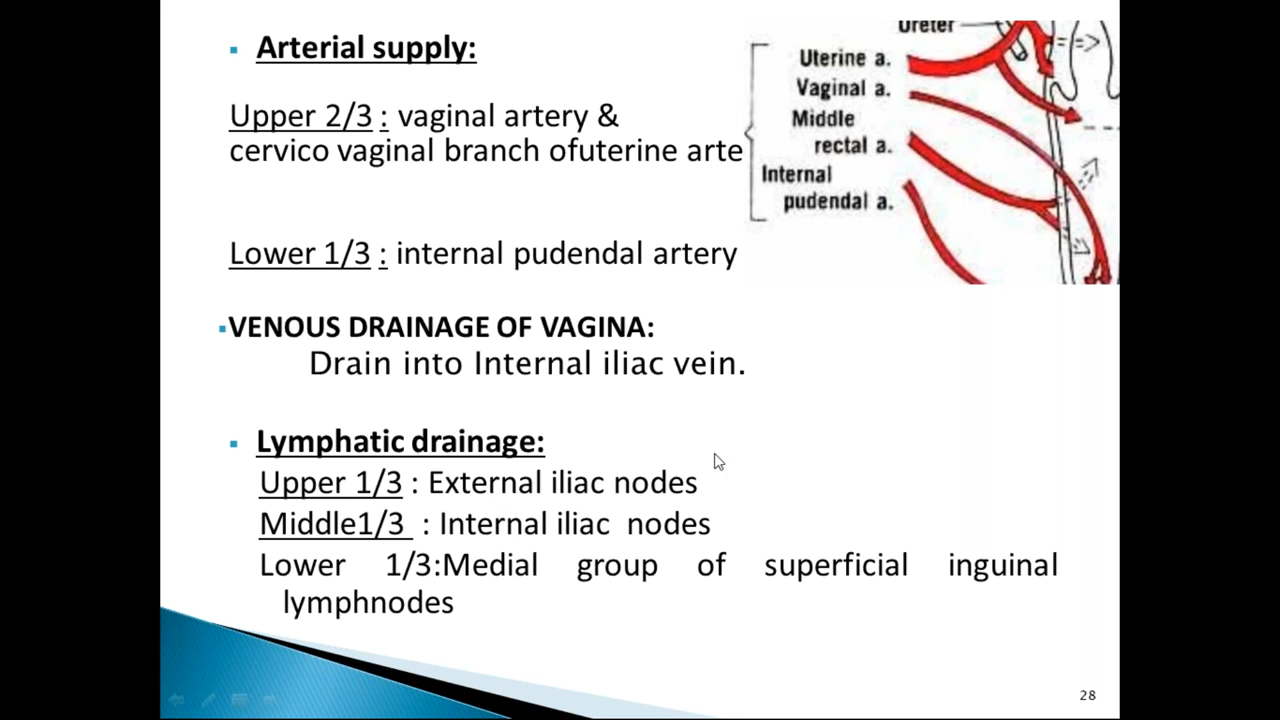 Arterial supply:
Upper 2/3 : vaginal artery &
cervico vaginal branch ofuterine arte
Lower 1/3 : internal pudendal artery
Ureter
Uterine a.
Vaginal a.
Middle
rectal a.
Internal
pudendal a.
VENOUS DRAINAGE OF VAGINA:
Drain into Internal iliac vein.
Lymphatic drainage:
Upper 1/3 : External iliac nodes
Middle1/3 : Internal iliac nodes
Lower 1/3:Medial group of superficial inguinal
lymphnodes
28